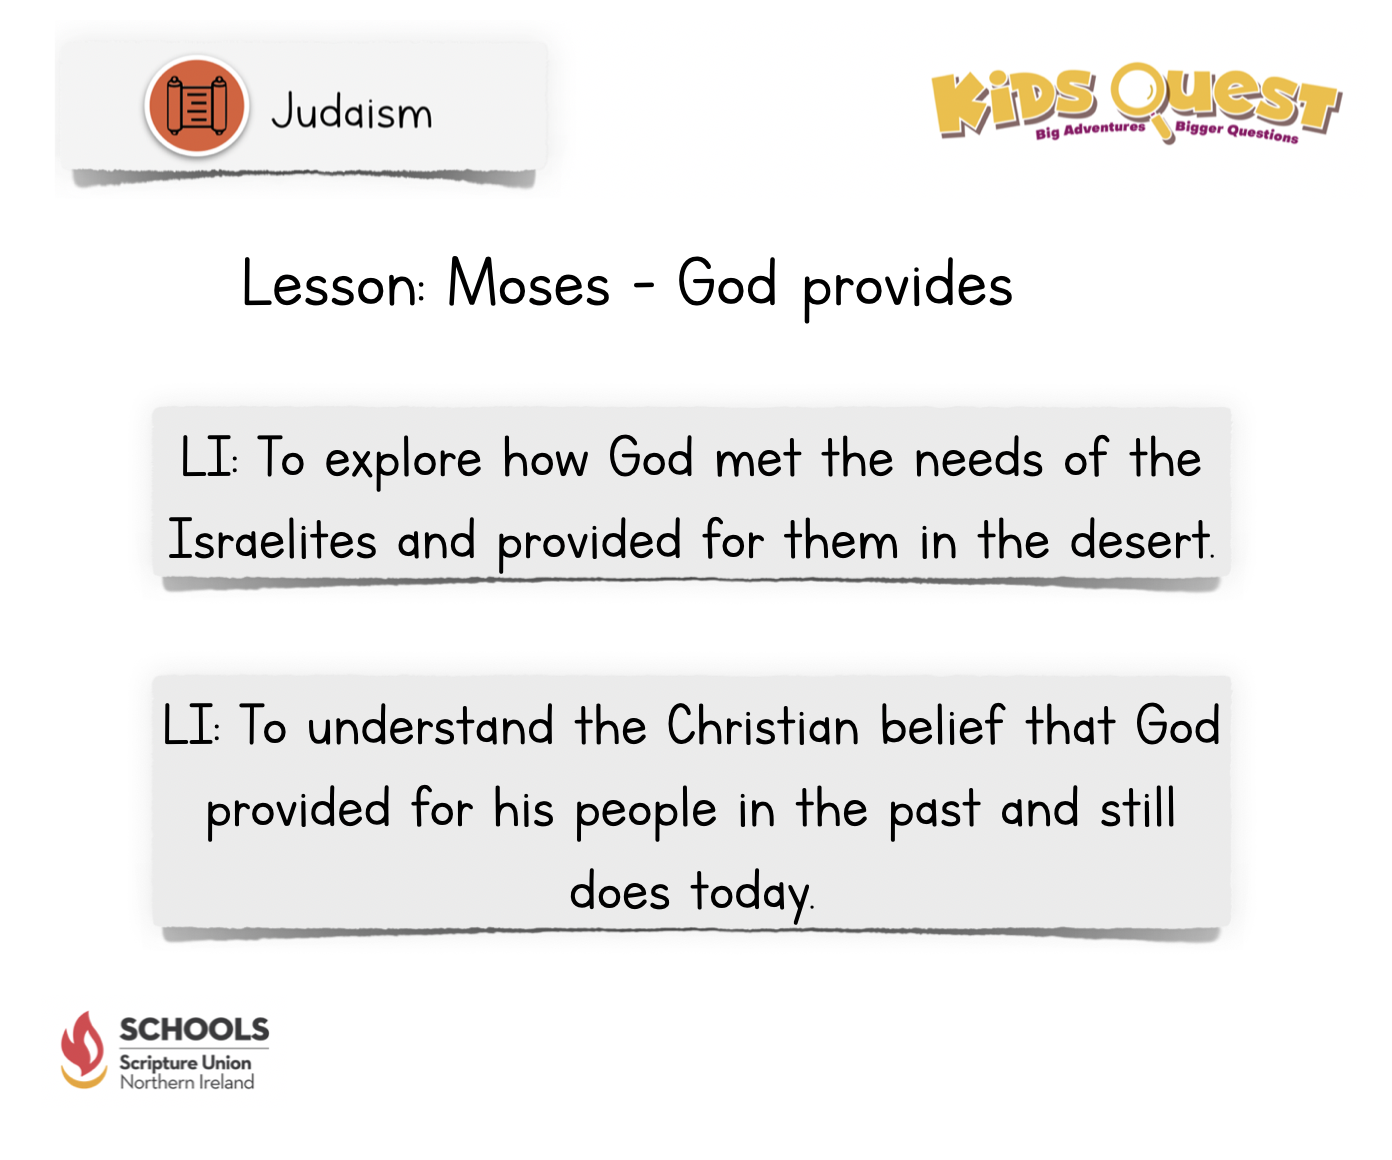 Judaism
KiDS QUEST
Big Adventures Bigger Questions
Lesson: Moses - God provides
LI: To explore how God met the needs of the
Israelites and provided for them in the desert.
LI: To understand the Christian belief that God
provided for his people in the past and still
does today.
SCHOOLS
Scripture Union
Northern Ireland